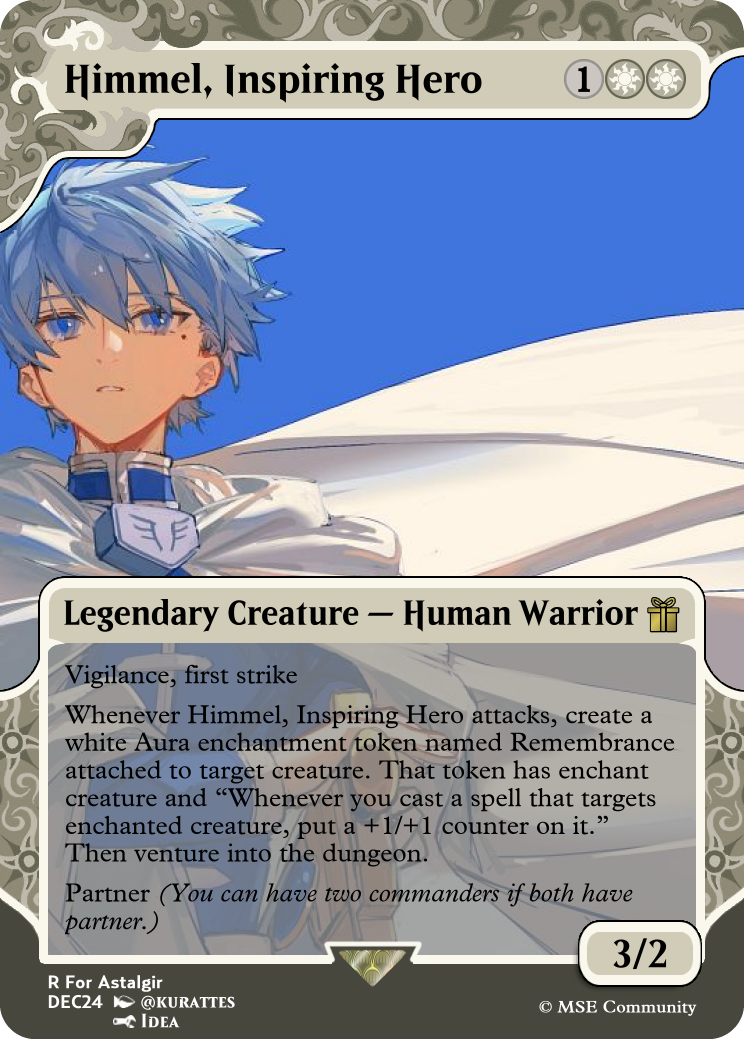 Himmel, Inspiring Hero 1
Legendary Creature — Human Warrior
Vigilance, first strike
Whenever Himmel, Inspiring Hero attacks, create a
white Aura enchantment token named Remembrance
attached to target creature. That token has enchant
creature and “Whenever you cast a spell that targets
enchanted creature, put a +1/+1 counter on it.”
Then venture into the dungeon.
Partner (You can have two commanders if both have
partner.)
3/2
R For Astalgir
DEC24 @KURATTES
IDEA
© MSE Community